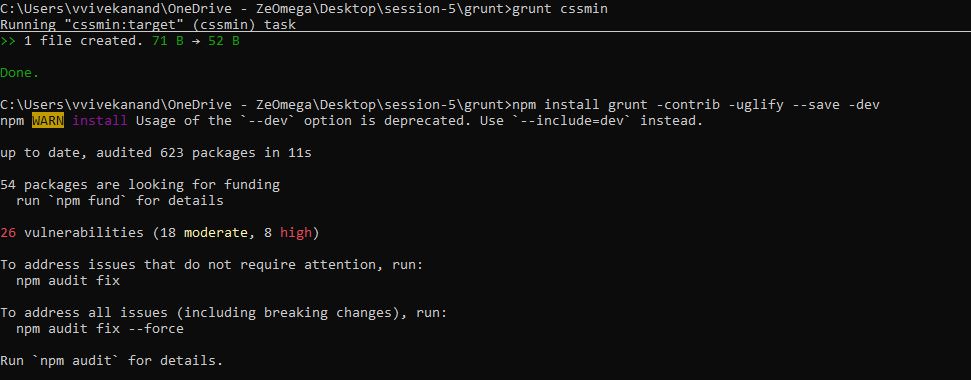 C:\Users\vvivekanand\OneDrive - ZeOmega\Desktop\session-5\grunt>grunt cssmin
Running "cssmin:target" (cssmin) task
>> 1 file created. 71 B → 52 B
Done.
C:\Users\vvivekanand\OneDrive - ZeOmega\Desktop\session-5\grunt>npm install grunt -contrib -uglify --save -dev
npm WARN install Usage of the `--dev` option is deprecated. Use `--include=dev` instead.
up to date, audited 623 packages in 11s
54 packages are looking for funding
  run `npm fund` for details
26 vulnerabilities (18 moderate, 8 high)
To address issues that do not require attention, run:
  npm audit fix
To address all issues (including breaking changes), run:
  npm audit fix --force
Run `npm audit` for details.